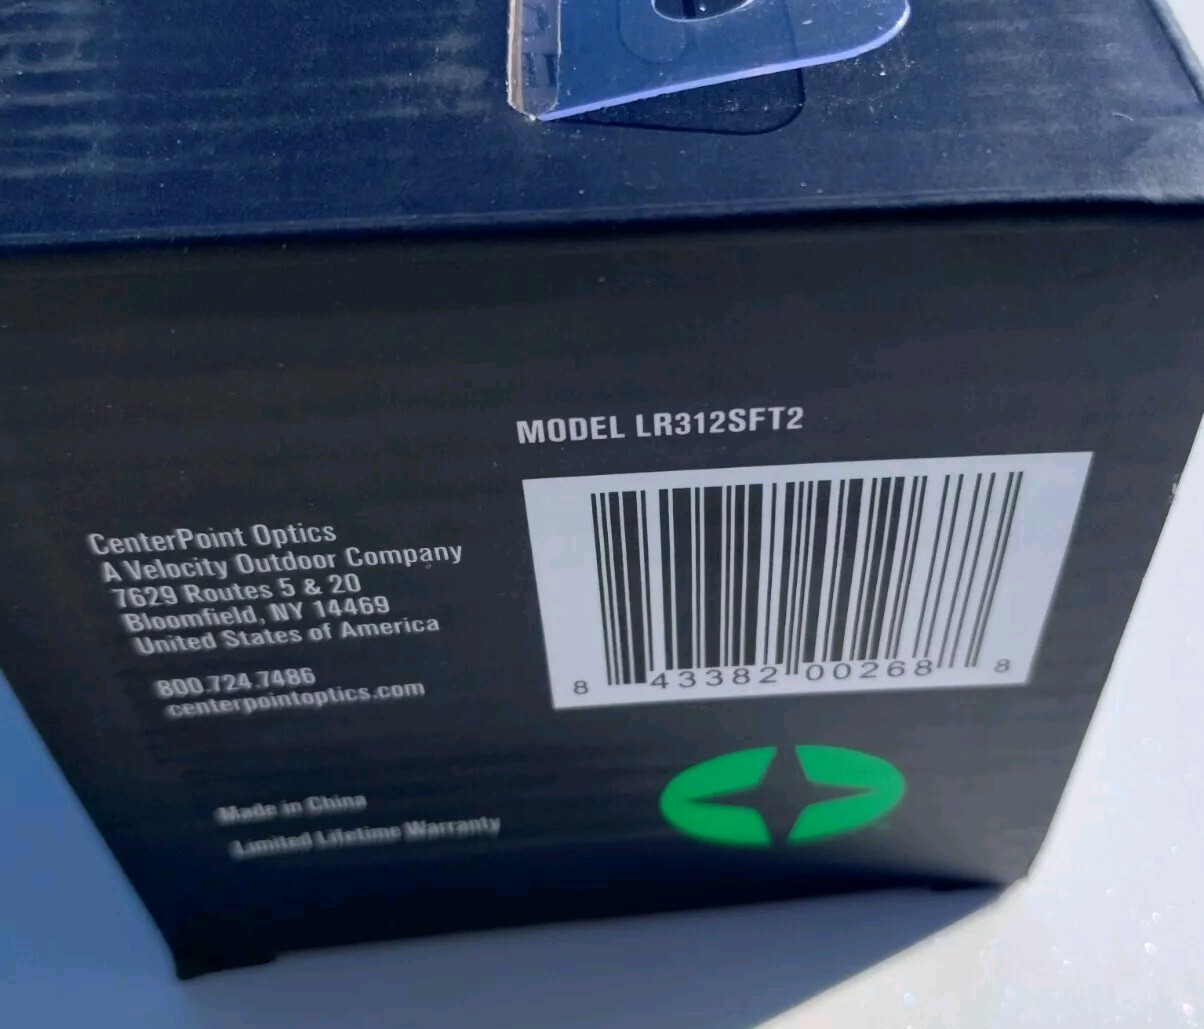 MODEL LR312SFT2
CenterPoint Optics
A Velocity Outdoor Company
7629 Routes 5 & 20
Bloomfield, NY 14469
United States of America
800.724.7486
centerpointoptics.com
8 43382 00268 8
Made in China
Limited Lifetime Warranty